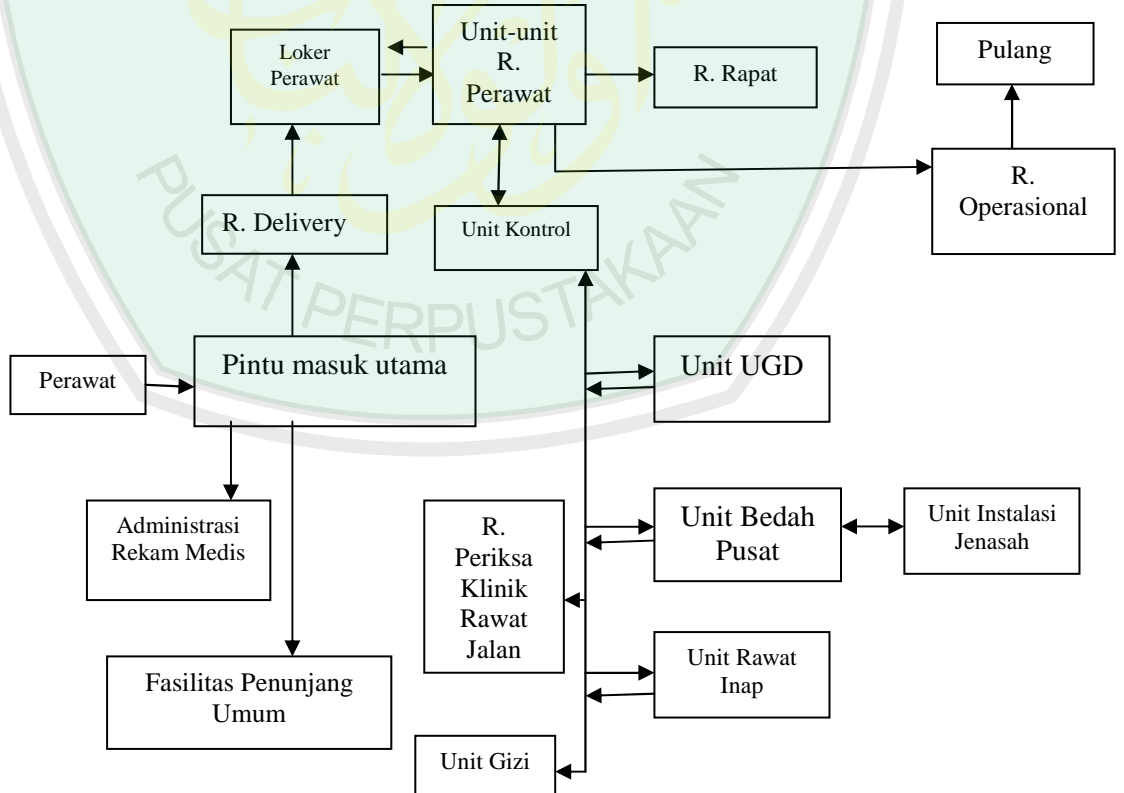 Unit-unit
R.
Perawat
Loker
Perawat
R. Rapat
Pulang
R.
Operasional
R. Delivery
Unit Kontrol
PUSAT PERPUSTAKAAN
Perawat
Pintu masuk utama
Unit UGD
Administrasi
Rekam Medis
R.
Periksa
Klinik
Rawat
Jalan
Unit Bedah
Pusat
Unit Instalasi
Jenasah
Fasilitas Penunjang
Umum
Unit Rawat
Inap
Unit Gizi